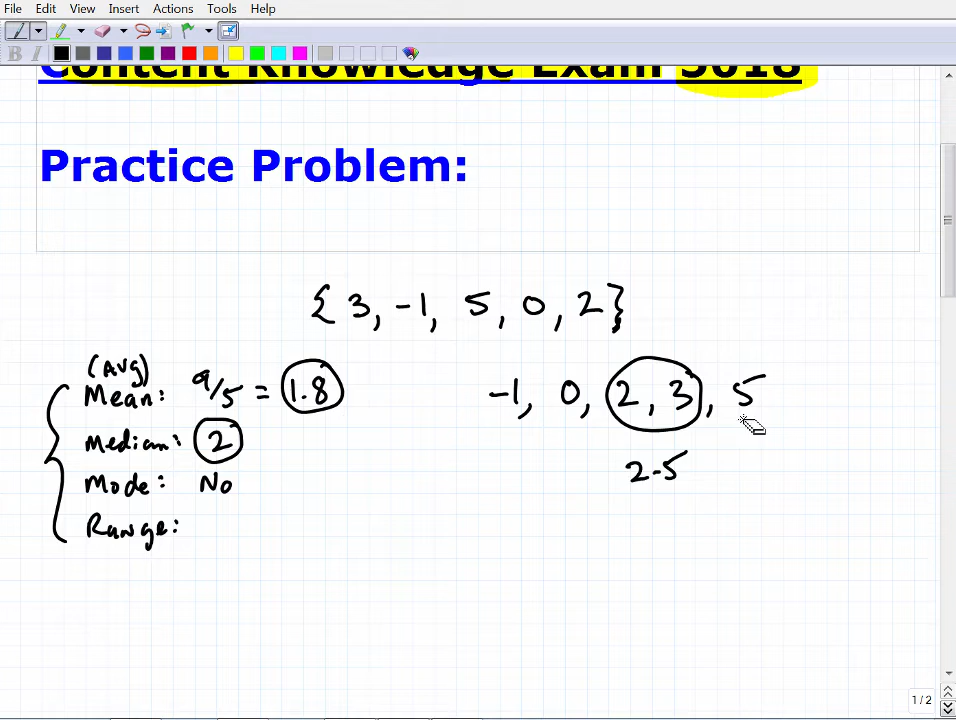 File Edit View Insert Actions Tools Help
B I
Content Knowledge Exam 5018
Practice Problem:
{3, -1, 5, 0, 2}
(Avg)
Mean: 9/5 = 1.8
Median: 2
Mode: No
Range:
-1, 0, 2, 3, 5
2.5
1/2